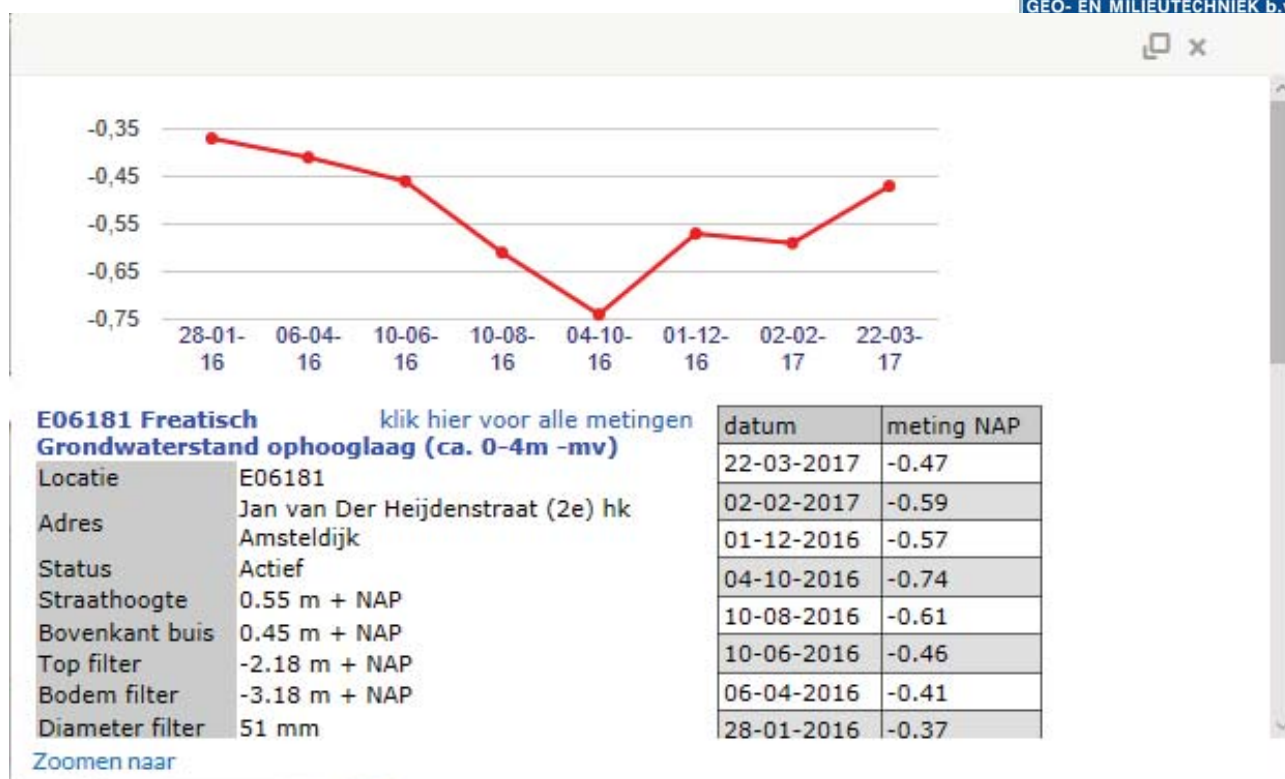 GEO- EN MILIEUTECHNIEK b.v
-0,35
-0,45
-0,55
-0,65
-0,75
28-01-16
06-04-16
10-06-16
10-08-16
04-10-16
01-12-16
02-02-17
22-03-17
E06181 Freatisch klik hier voor alle metingen
Grondwaterstand ophooglaag (ca. 0-4m -mv)
Locatie E06181
Adres Jan van Der Heijdenstraat (2e) hk
Amsteldijk
Status Actief
Straathoogte 0.55 m + NAP
Bovenkant buis 0.45 m + NAP
Top filter -2.18 m + NAP
Bodem filter -3.18 m + NAP
Diameter filter 51 mm
Zoomen naar
datum meting NAP
22-03-2017 -0.47
02-02-2017 -0.59
01-12-2016 -0.57
04-10-2016 -0.74
10-08-2016 -0.61
10-06-2016 -0.46
06-04-2016 -0.41
28-01-2016 -0.37